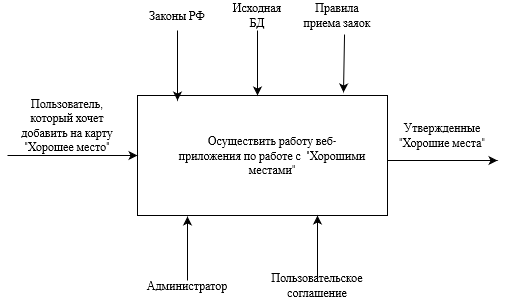 Законы РФ
Исходная
БД
Правила
приема заяок
Пользователь,
который хочет
добавить на карту
"Хорошее место"
Осуществить работу веб-
приложения по работе с "Хорошими
местами"
Утвержденные
"Хорошие места"
Администратор
Пользовательское
соглашение